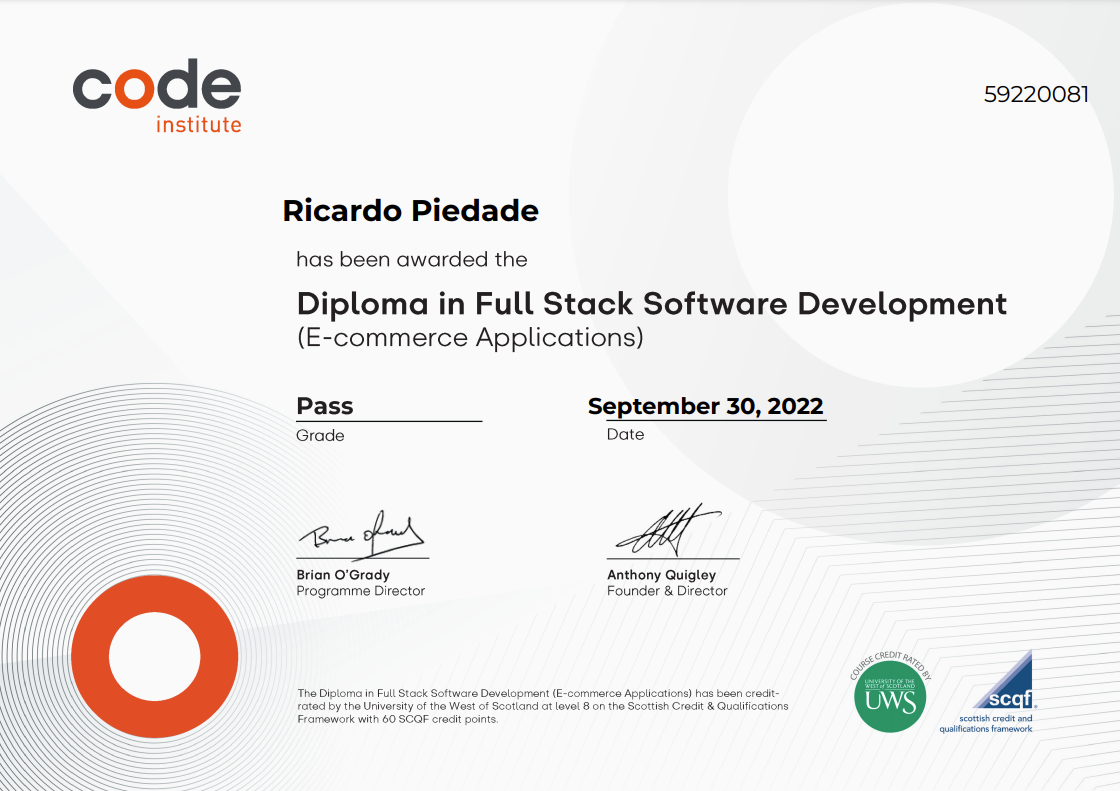 code
institute
59220081
Ricardo Piedade
has been awarded the
Diploma in Full Stack Software Development
(E-commerce Applications)
Pass
September 30, 2022
Grade
Date
Brian O'Grady
Anthony Quigley
Programme Director
Founder & Director
The Diploma in Full Stack Software Development (E-commerce Applications) has been credit-
rated by the University of the West of Scotland at level 8 on the Scottish Credit & Qualifications
Framework with 60 SCQF credit points.
COURSE CREDIT RATED BY
UNIVERSITY OF THE
WEST of SCOTLAND
UWS
scqf
scottish credit and
qualifications framework